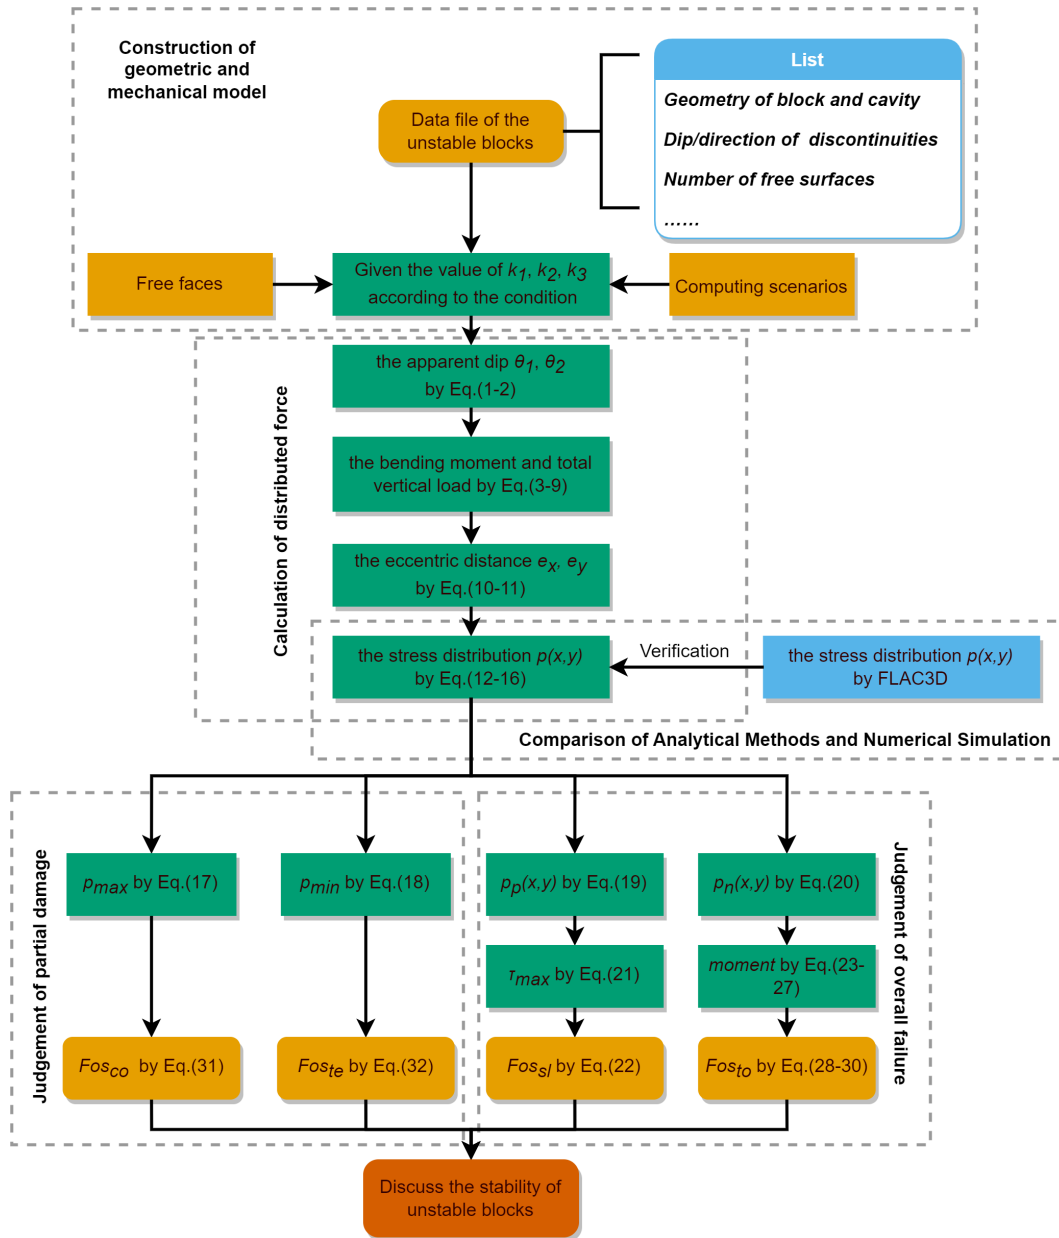 Construction of
geometric and
mechanical model
List
Geometry of block and cavity
Dip/direction of discontinuities
Number of free surfaces
......
Data file of the
unstable blocks
Free faces
Given the value of k1, k2, k3
according to the condition
Computing scenarios
Calculation of distributed force
the apparent dip θ1, θ2
by Eq.(1-2)
the bending moment and total
vertical load by Eq.(3-9)
the eccentric distance ex, ey
by Eq.(10-11)
the stress distribution p(x,y)
by Eq.(12-16)
Verification
the stress distribution p(x,y)
by FLAC3D
Comparison of Analytical Methods and Numerical Simulation
Judgement of partial damage
pmax by Eq.(17)
pmin by Eq.(18)
pp(x,y) by Eq.(19)
pn(x,y) by Eq.(20)
Judgement of overall failure
τmax by Eq.(21)
moment by Eq.(23-
27)
Fosco by Eq.(31)
Foste by Eq.(32)
Fossl by Eq.(22)
Fosto by Eq.(28-30)
Discuss the stability of
unstable blocks